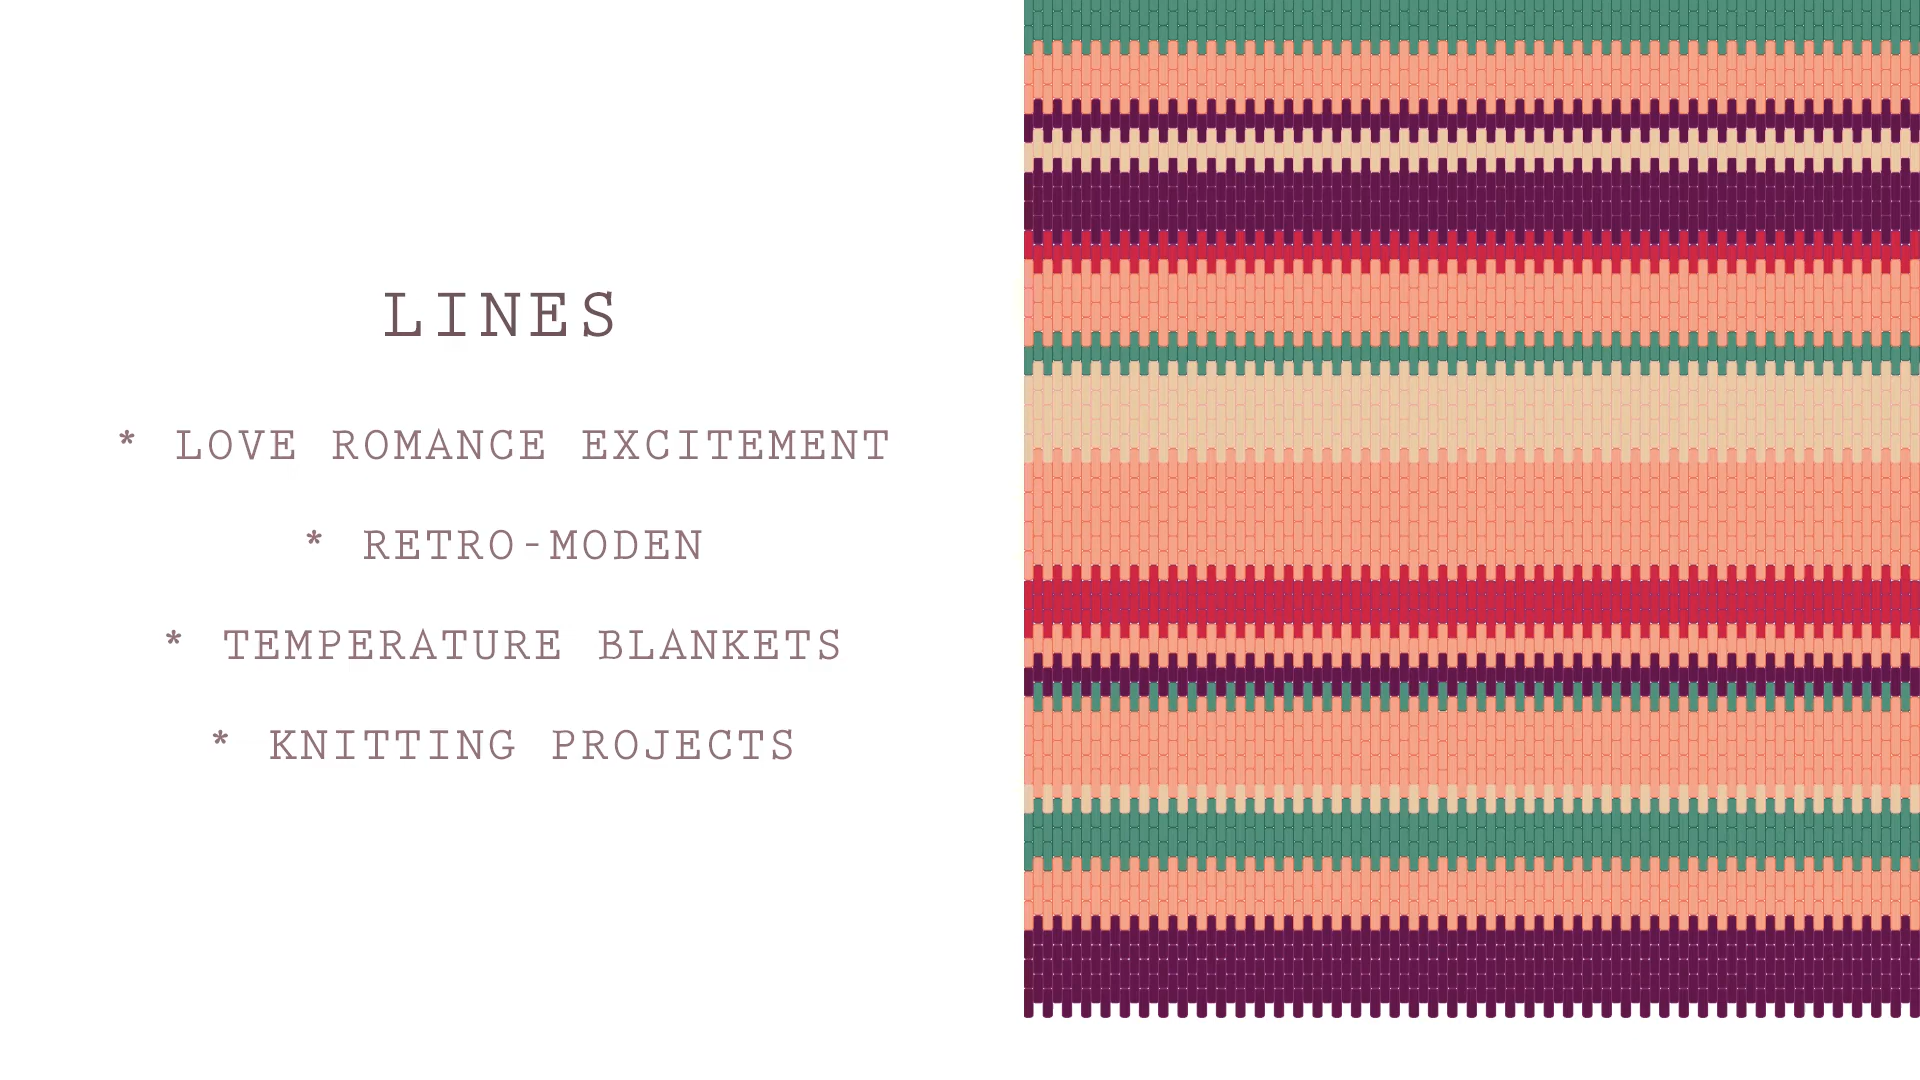 LINES
* LOVE ROMANCE EXCITEMENT
* RETRO-MODEN
* TEMPERATURE BLANKETS
* KNITTING PROJECTS